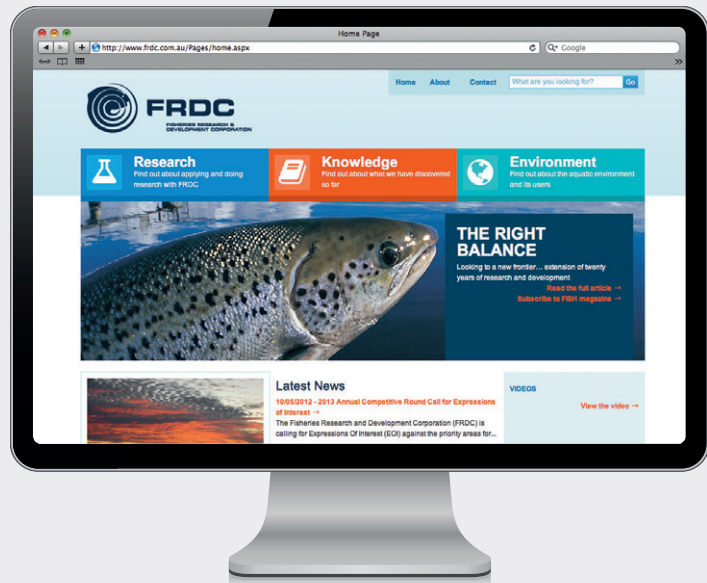 Home Page
http://www.frdc.com.au/Pages/home.aspx
Google
Home About Contact What are you looking for? Go
FRDC
FISHERIES RESEARCH &
DEVELOPMENT CORPORATION
Research
Find out about applying and doing
research with FRDC
Knowledge
Find out about what we have discovered
so far
Environment
Find out about the aquatic environment
and its users
THE RIGHT
BALANCE
Looking to a new frontier... extension of twenty
years of research and development
Read the full article →
Subscribe to FISH magazine →
Latest News
10/05/2012 - 2013 Annual Competitive Round Call for Expressions
of Interest →
The Fisheries Research and Development Corporation (FRDC) is
calling for Expressions Of Interest (EOI) against the priority areas for...
VIDEOS
View the video →